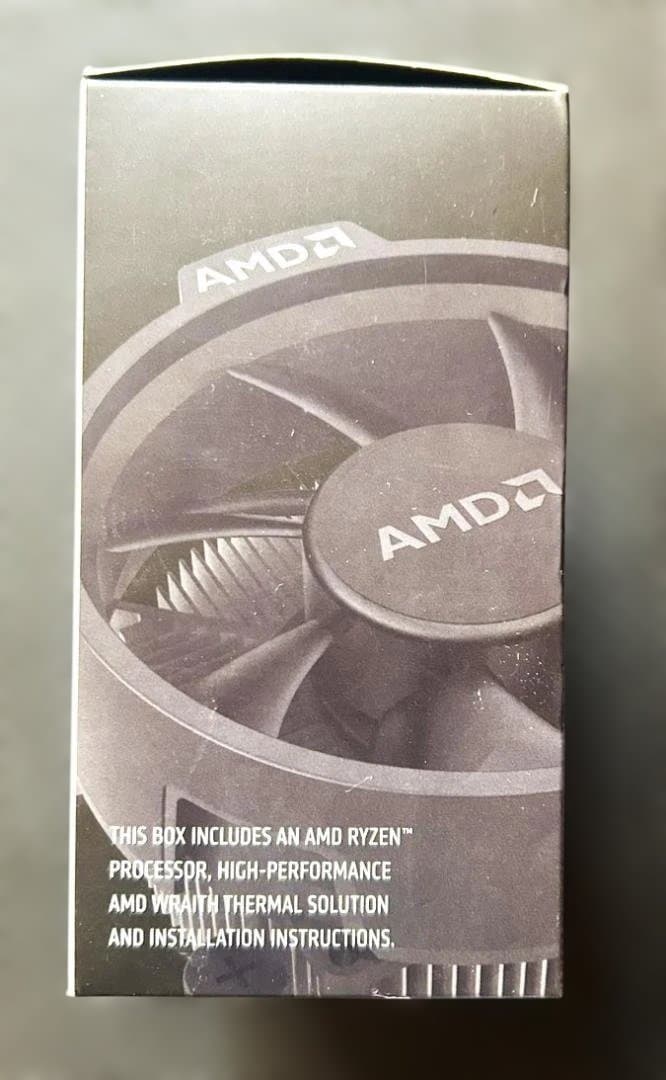 AMD
AMD
THIS BOX INCLUDES AN AMD RYZEN™
PROCESSOR, HIGH-PERFORMANCE
AMD WRAITH THERMAL SOLUTION
AND INSTALLATION INSTRUCTIONS.